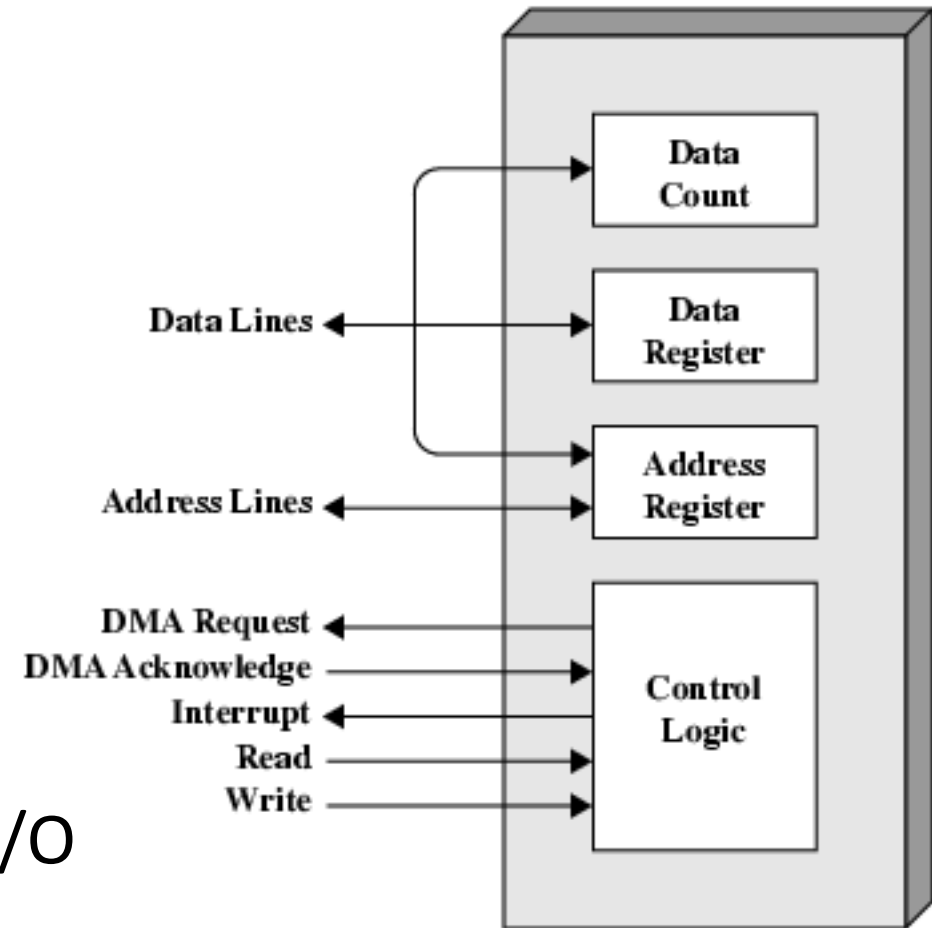 Data
Count
Data Lines
Data
Register
Address
Register
Address Lines
DMA Request
DMA Acknowledge
Interrupt
Read
Write
Control
Logic
/O